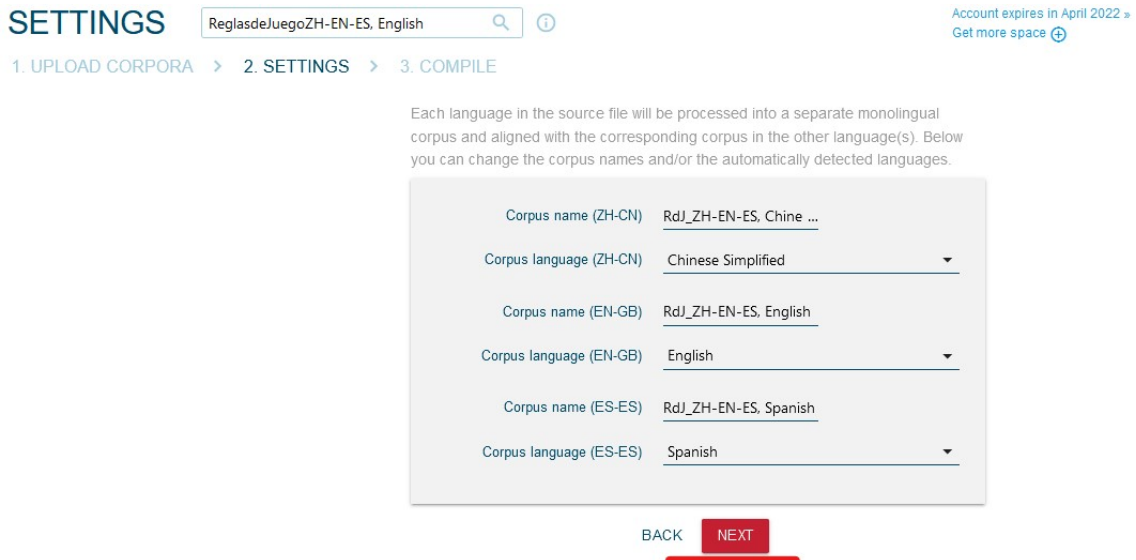 SETTINGS ReglasdeJuegoZH-EN-ES, English
Account expires in April 2022 »
Get more space
1. UPLOAD CORPORA > 2. SETTINGS > 3. COMPILE
Each language in the source file will be processed into a separate monolingual
corpus and aligned with the corresponding corpus in the other language(s). Below
you can change the corpus names and/or the automatically detected languages.
Corpus name (ZH-CN) RdJ_ZH-EN-ES, Chine ...
Corpus language (ZH-CN) Chinese Simplified
Corpus name (EN-GB) RdJ_ZH-EN-ES, English
Corpus language (EN-GB) English
Corpus name (ES-ES) RdJ_ZH-EN-ES, Spanish
Corpus language (ES-ES) Spanish
BACK NEXT